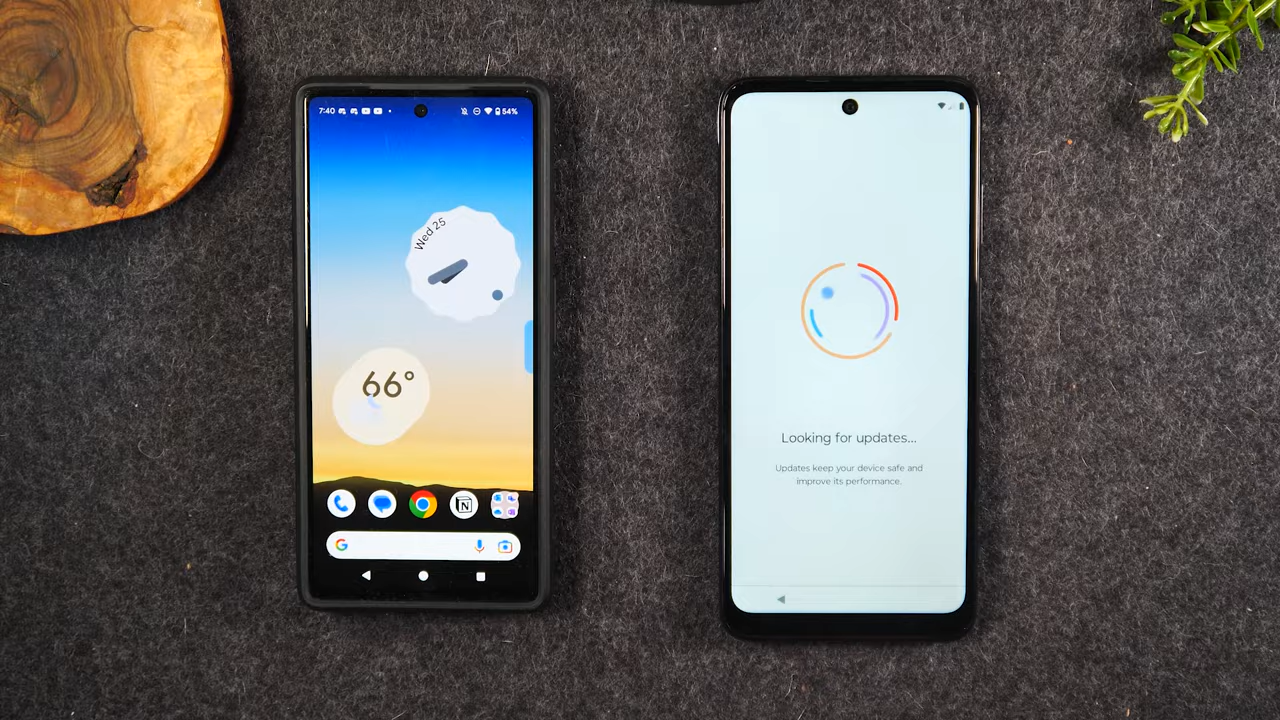 7:40
54%
Wed 25
66°
N
G
Looking for updates...
Updates keep your device safe and
improve its performance.